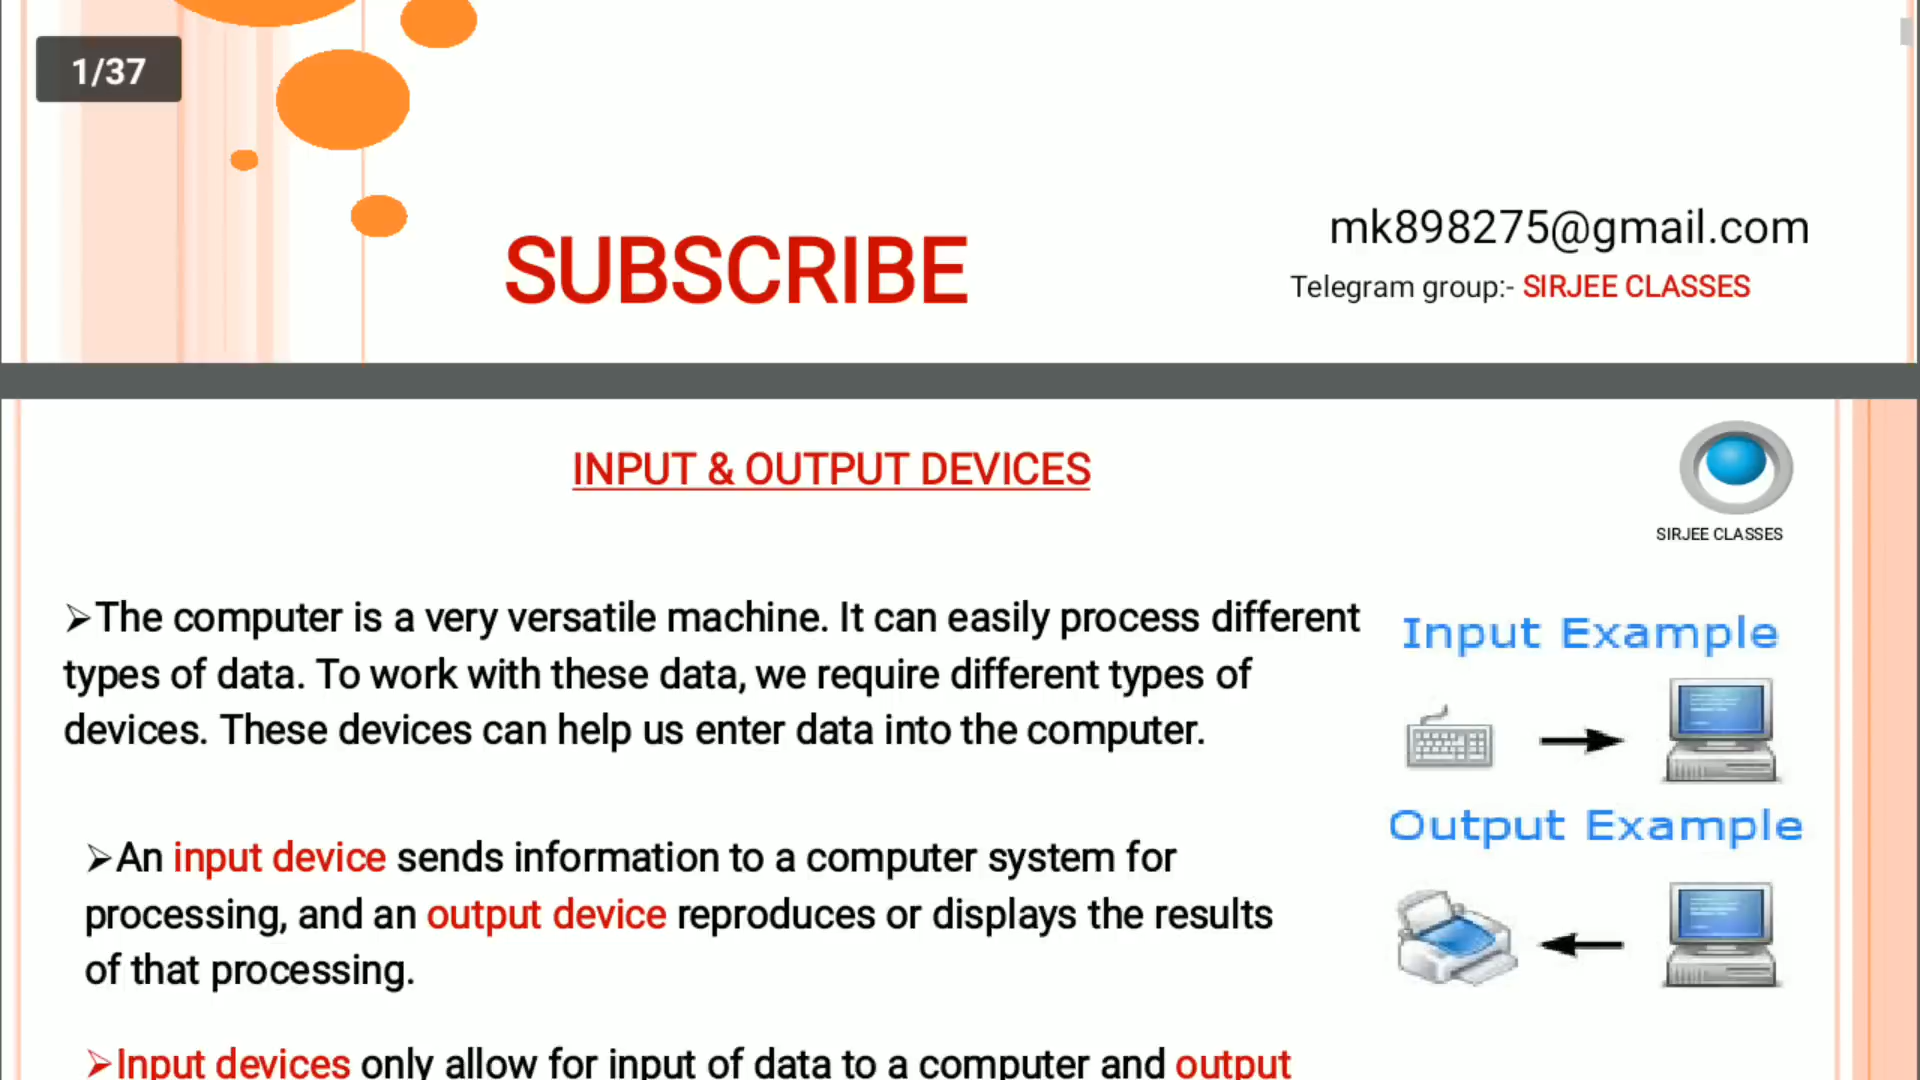 1/37
SUBSCRIBE
mk898275@gmail.com
Telegram group:- SIRJEE CLASSES
INPUT & OUTPUT DEVICES
SIRJEE CLASSES
➢The computer is a very versatile machine. It can easily process different
types of data. To work with these data, we require different types of
devices. These devices can help us enter data into the computer.
Input Example
Output Example
➢An input device sends information to a computer system for
processing, and an output device reproduces or displays the results
of that processing.
➢Input devices only allow for input of data to a computer and output